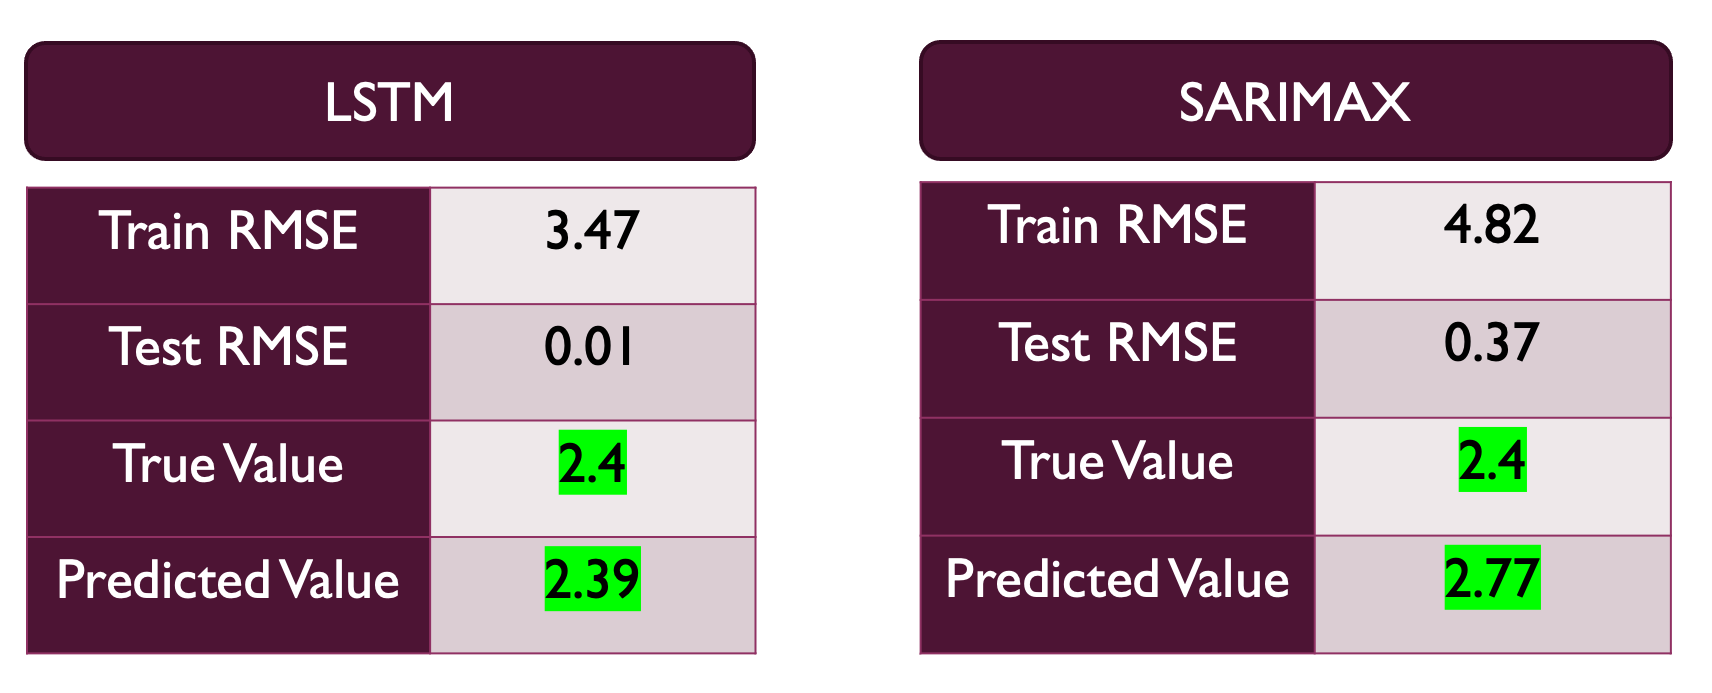 LSTM
Train RMSE 3.47
Test RMSE 0.01
True Value 2.4
Predicted Value 2.39
SARIMAX
Train RMSE 4.82
Test RMSE 0.37
True Value 2.4
Predicted Value 2.77